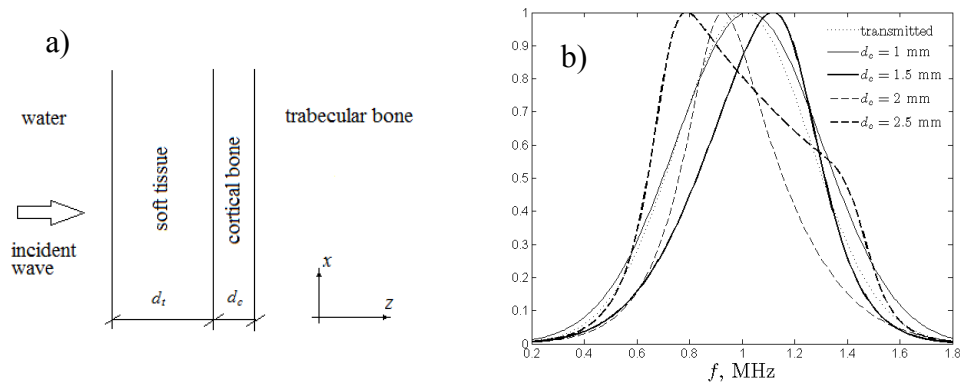 a)
water
soft tissue
cortical bone
trabecular bone
incident
wave
x
z
d_t
d_c
b)
transmitted
d_c = 1 mm
d_c = 1.5 mm
d_c = 2 mm
d_c = 2.5 mm
1
0.9
0.8
0.7
0.6
0.5
0.4
0.3
0.2
0.1
0
0.2 0.4 0.6 0.8 1 1.2 1.4 1.6 1.8
f, MHz